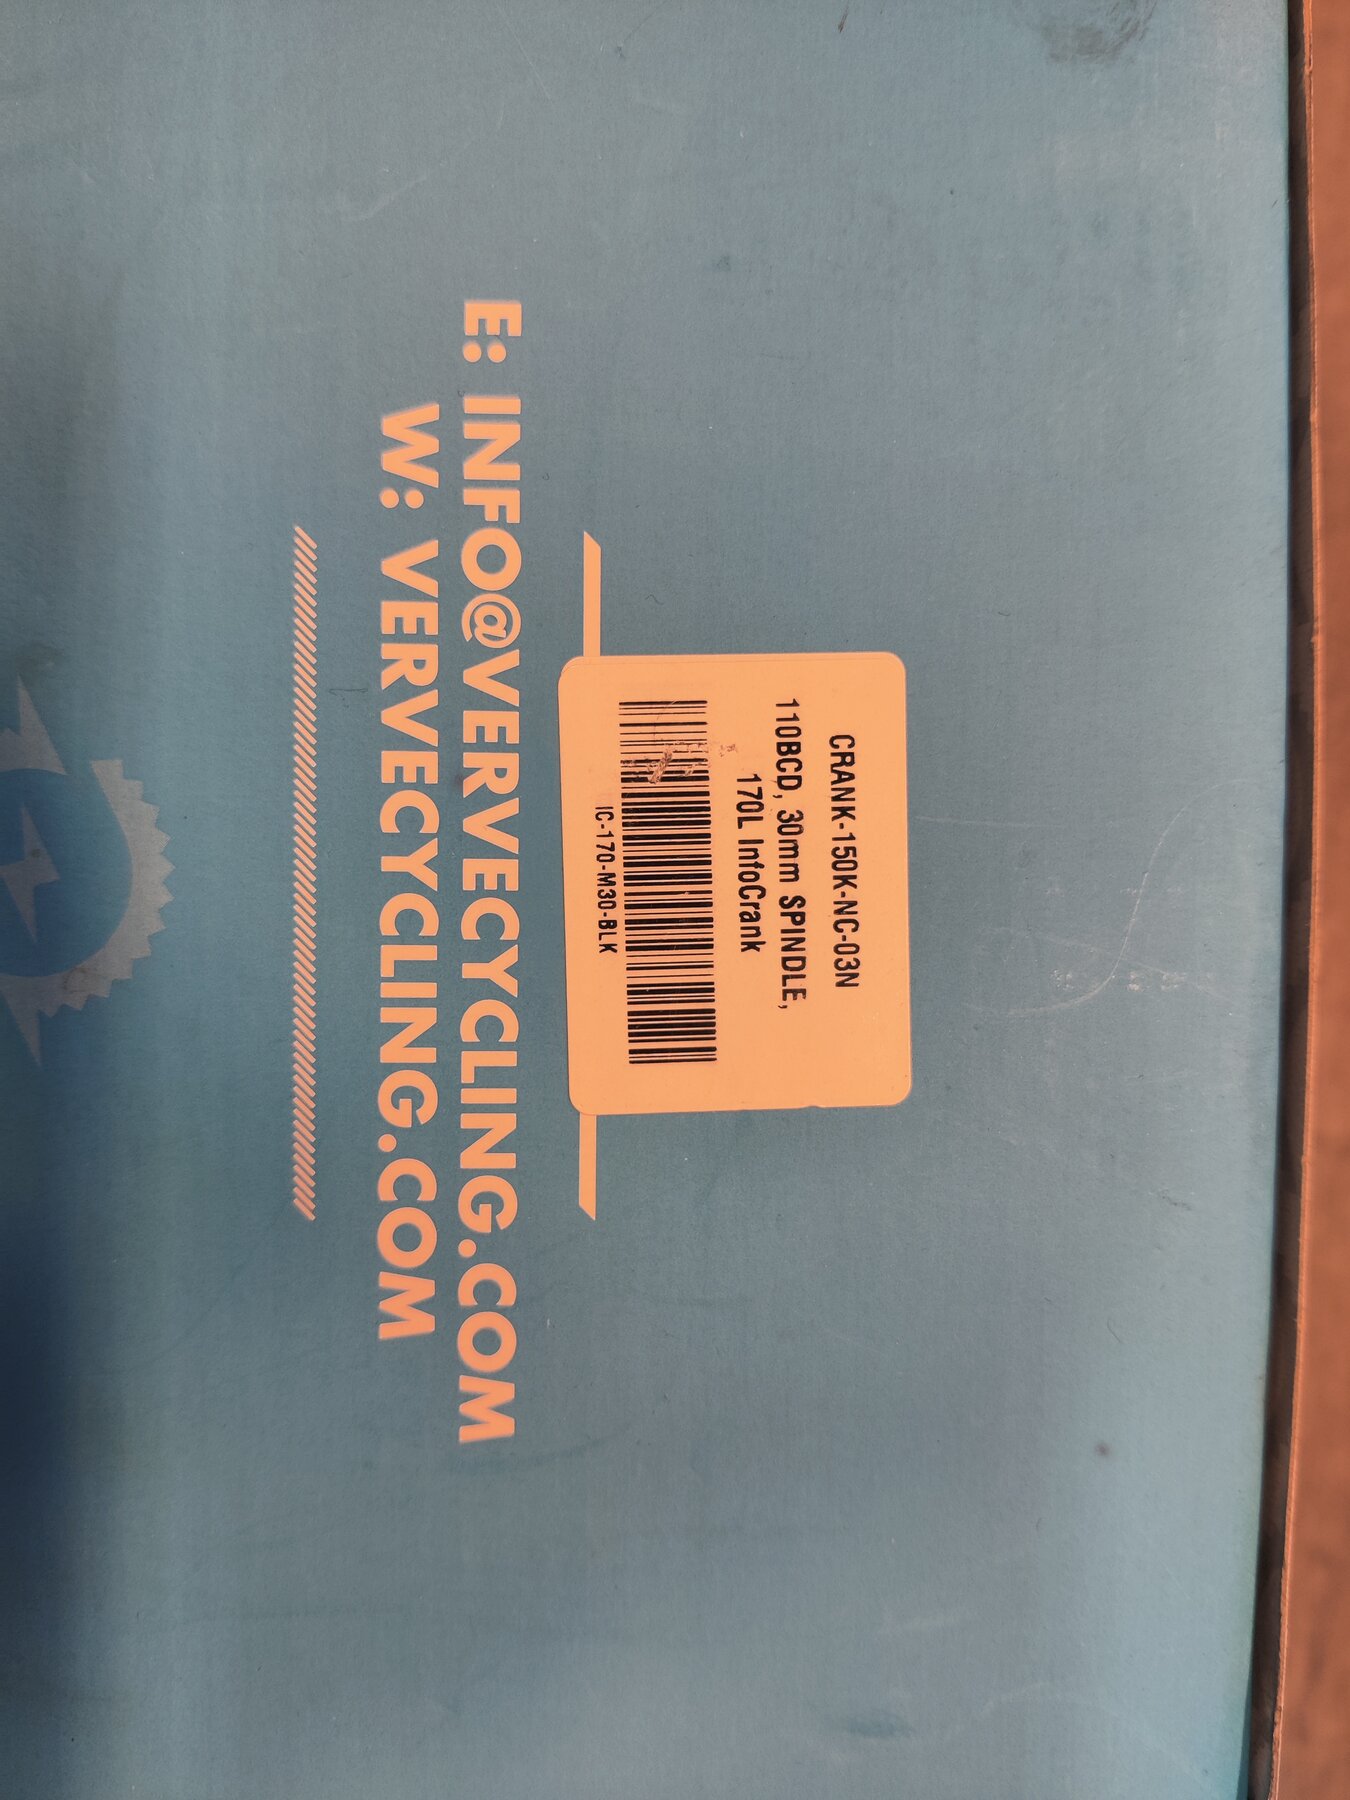 CRANK-150K-NC-03N
110BCD, 30mm SPINDLE,
170L InfoCrank
IC-170-M30-BLK
E: INFO@VERVECYCLING.COM
W: VERVECYCLING.COM